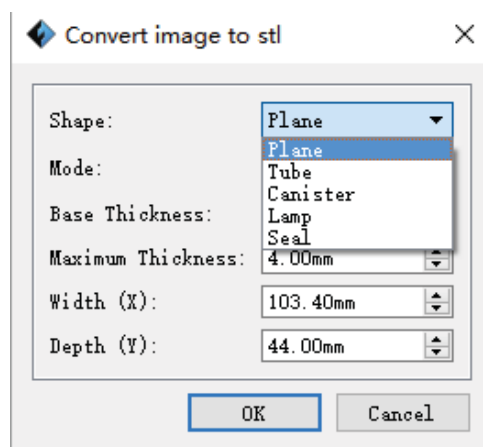 Convert image to stl
Shape: Plane
Plane
Mode:
Tube
Canister
Base Thickness:
Lamp
Seal
Maximum Thickness: 4.00mm
Width (X): 103.40mm
Depth (Y): 44.00mm
OK Cancel